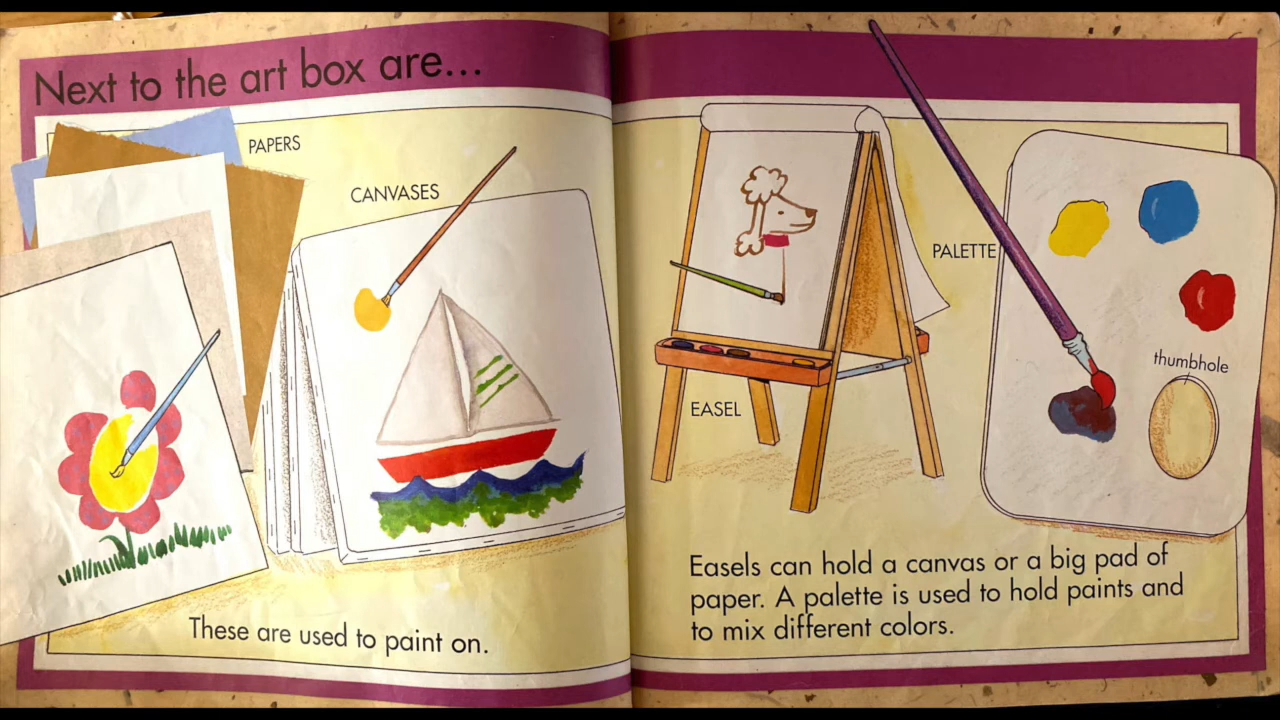 Next to the art box are...
PAPERS
CANVASES
These are used to paint on.
PALETTE
thumbhole
EASEL
Easels can hold a canvas or a big pad of
paper. A palette is used to hold paints and
to mix different colors.